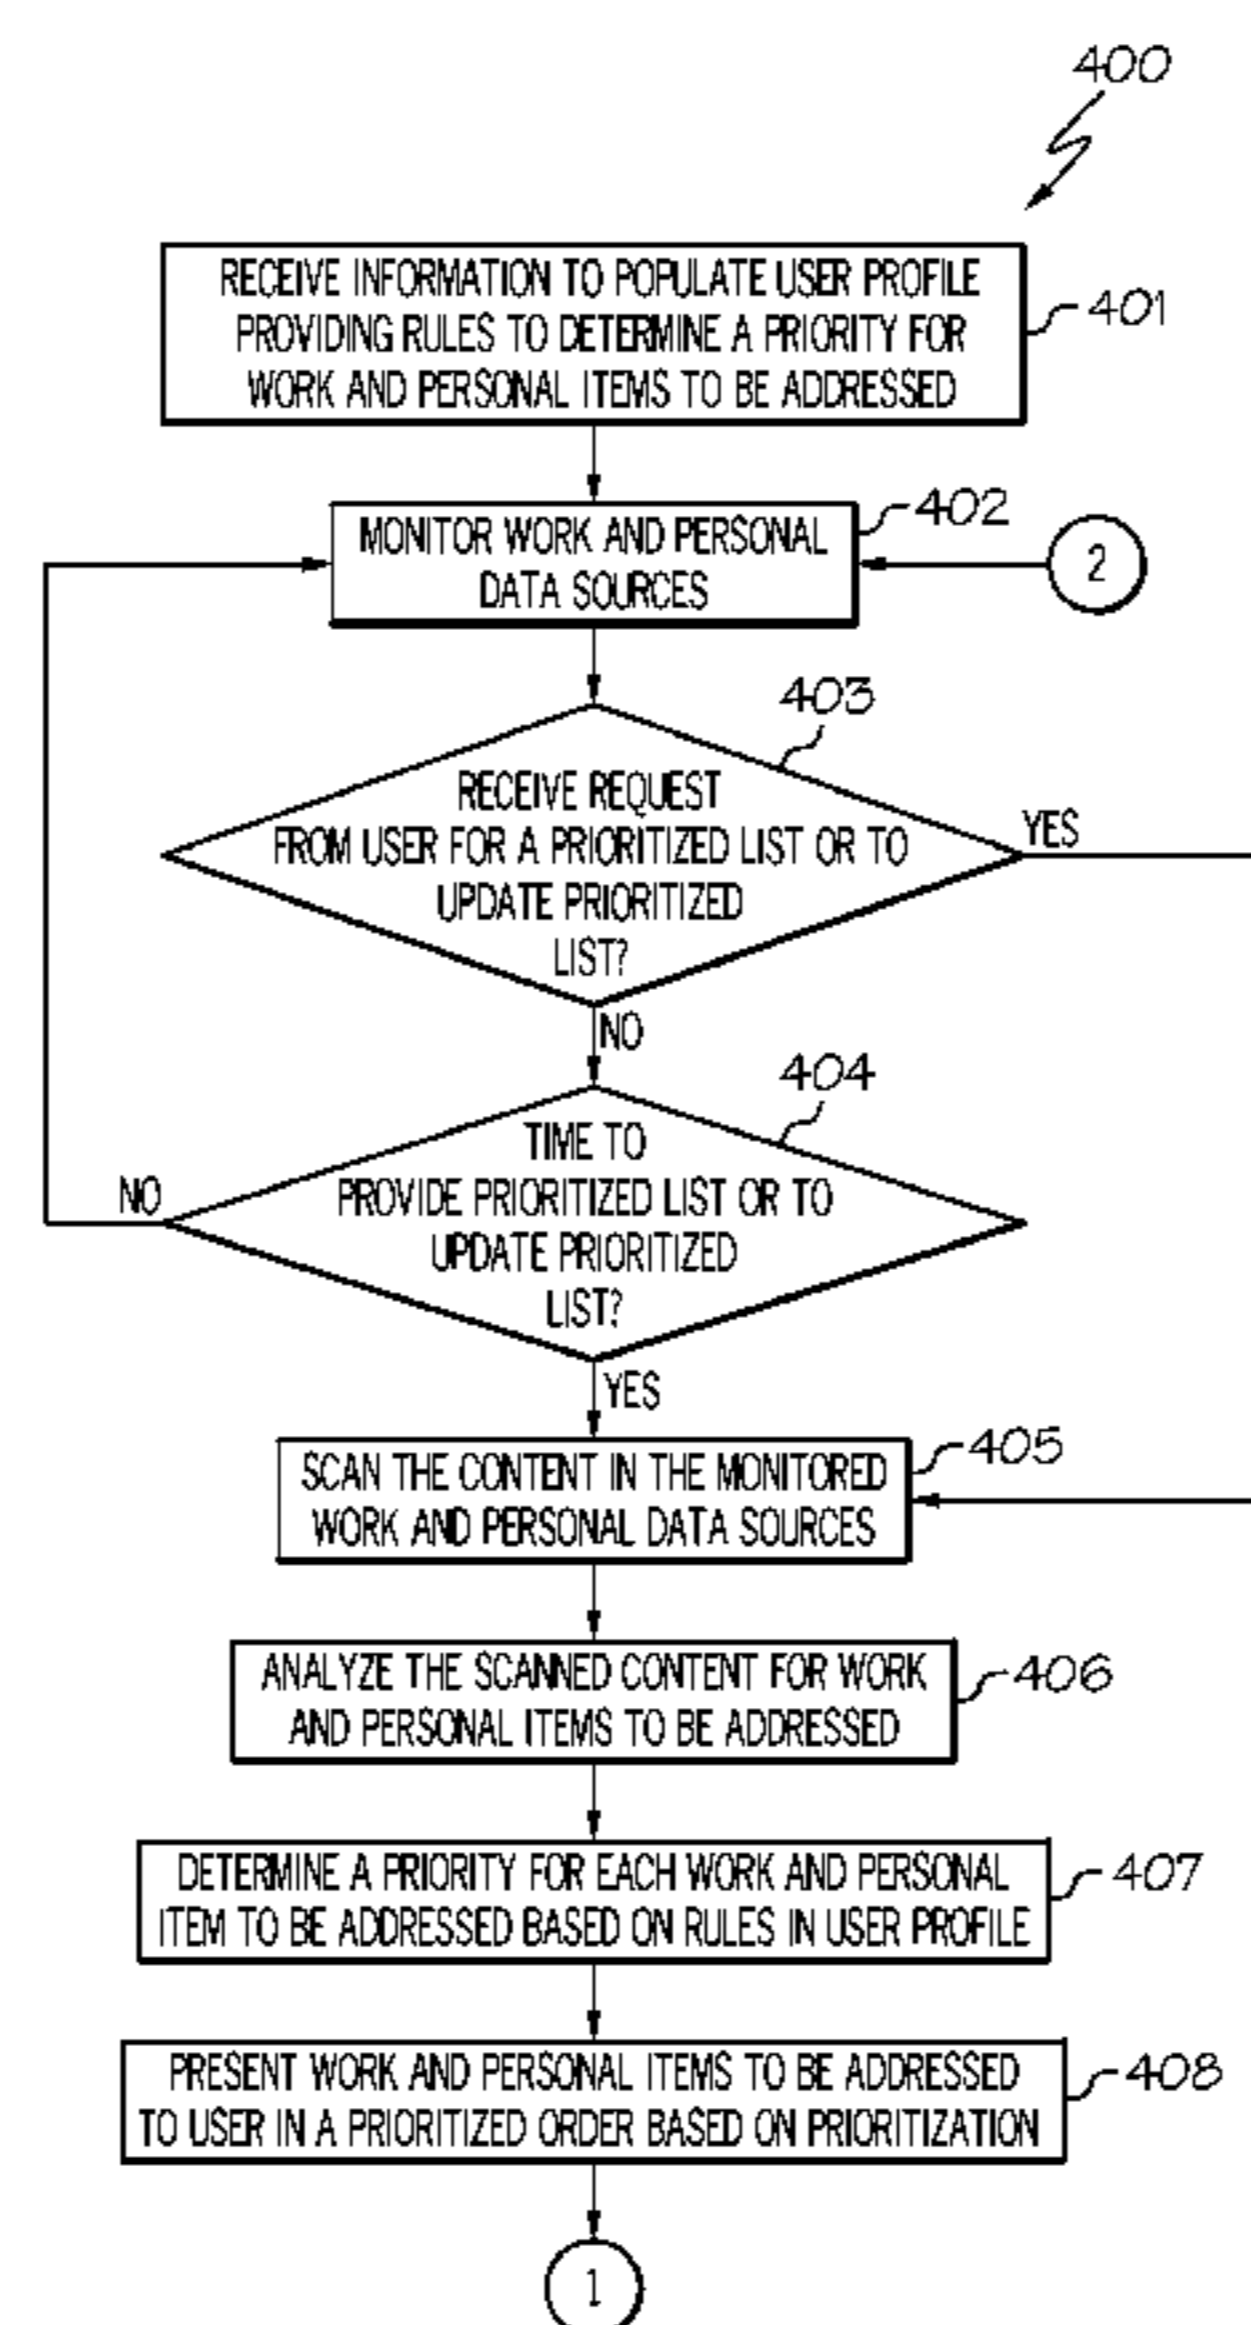 400
RECEIVE INFORMATION TO POPULATE USER PROFILE
PROVIDING RULES TO DETERMINE A PRIORITY FOR
WORK AND PERSONAL ITEMS TO BE ADDRESSED
401
MONITOR WORK AND PERSONAL
DATA SOURCES
402
2
403
RECEIVE REQUEST
FROM USER FOR A PRIORITIZED LIST OR TO
UPDATE PRIORITIZED
LIST?
YES
NO
404
TIME TO
PROVIDE PRIORITIZED LIST OR TO
UPDATE PRIORITIZED
LIST?
NO
YES
SCAN THE CONTENT IN THE MONITORED
WORK AND PERSONAL DATA SOURCES
405
ANALYZE THE SCANNED CONTENT FOR WORK
AND PERSONAL ITEMS TO BE ADDRESSED
406
DETERMINE A PRIORITY FOR EACH WORK AND PERSONAL
ITEM TO BE ADDRESSED BASED ON RULES IN USER PROFILE
407
PRESENT WORK AND PERSONAL ITEMS TO BE ADDRESSED
TO USER IN A PRIORITIZED ORDER BASED ON PRIORITIZATION
408
1